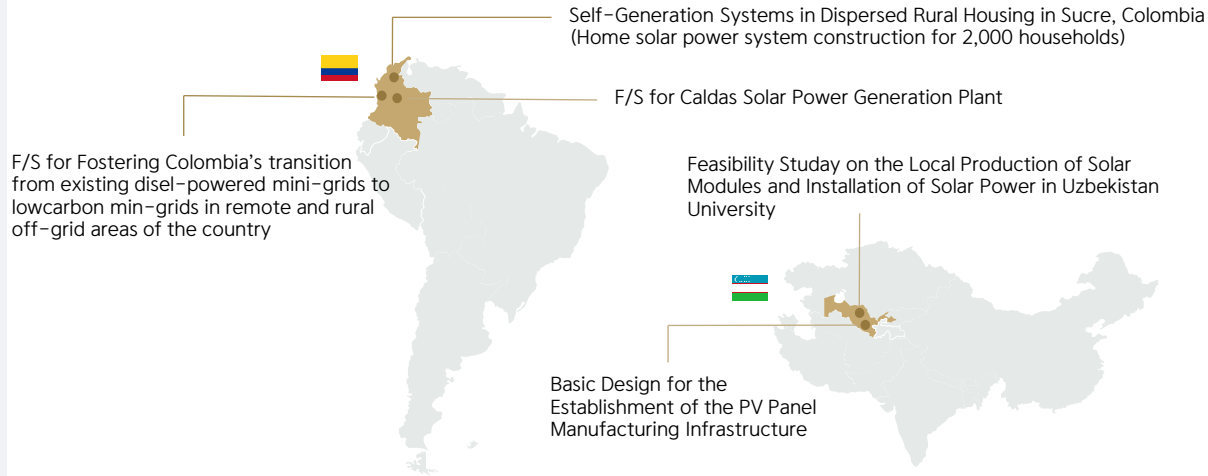 Self-Generation Systems in Dispersed Rural Housing in Sucre, Colombia
(Home solar power system construction for 2,000 households)
F/S for Caldas Solar Power Generation Plant
F/S for Fostering Colombia's transition
from existing disel-powered mini-grids to
lowcarbon min-grids in remote and rural
off-grid areas of the country
Feasibility Studay on the Local Production of Solar
Modules and Installation of Solar Power in Uzbekistan
University
Basic Design for the
Establishment of the PV Panel
Manufacturing Infrastructure